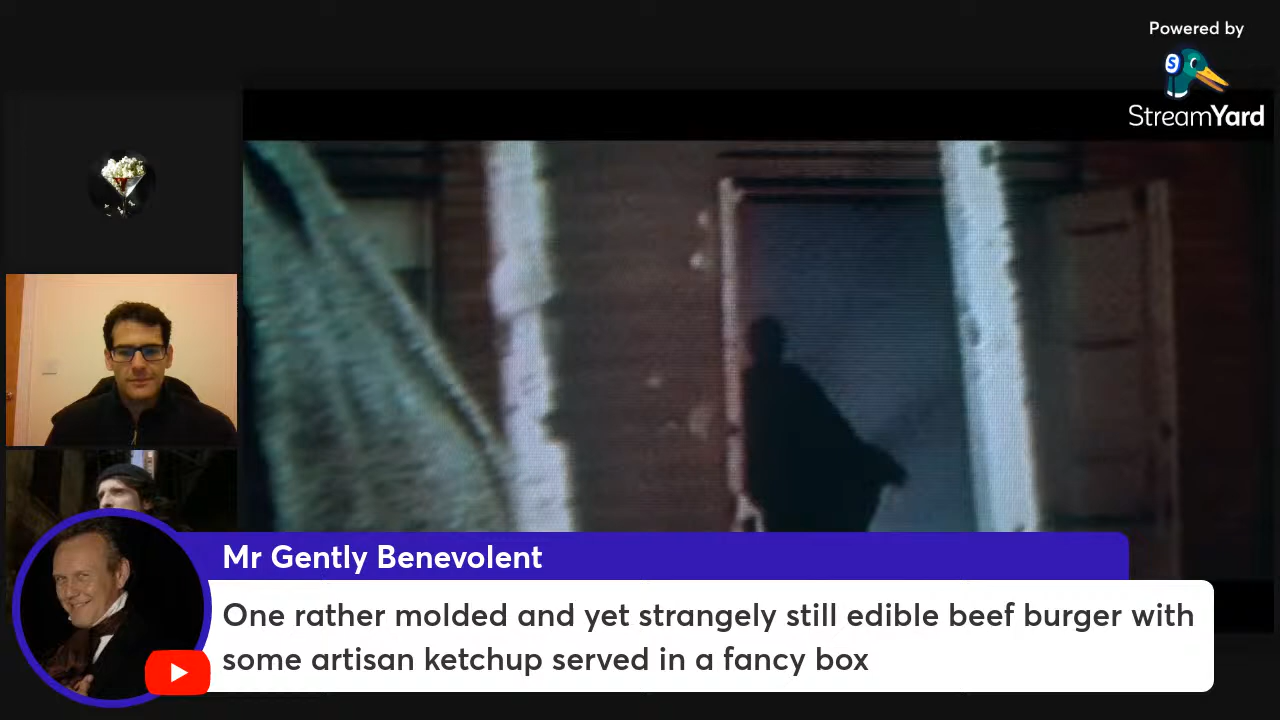 Powered by
StreamYard
Mr Gently Benevolent
One rather molded and yet strangely still edible beef burger with
some artisan ketchup served in a fancy box